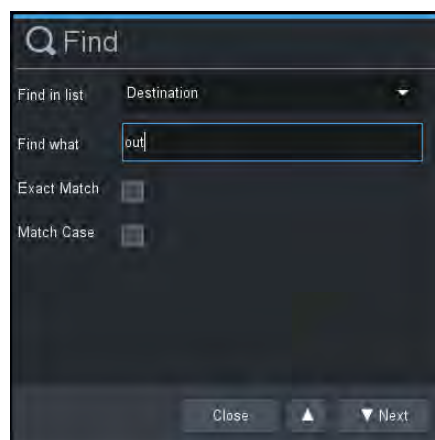 Find
Find in list Destination
Find what out
Exact Match
Match Case
Close Next